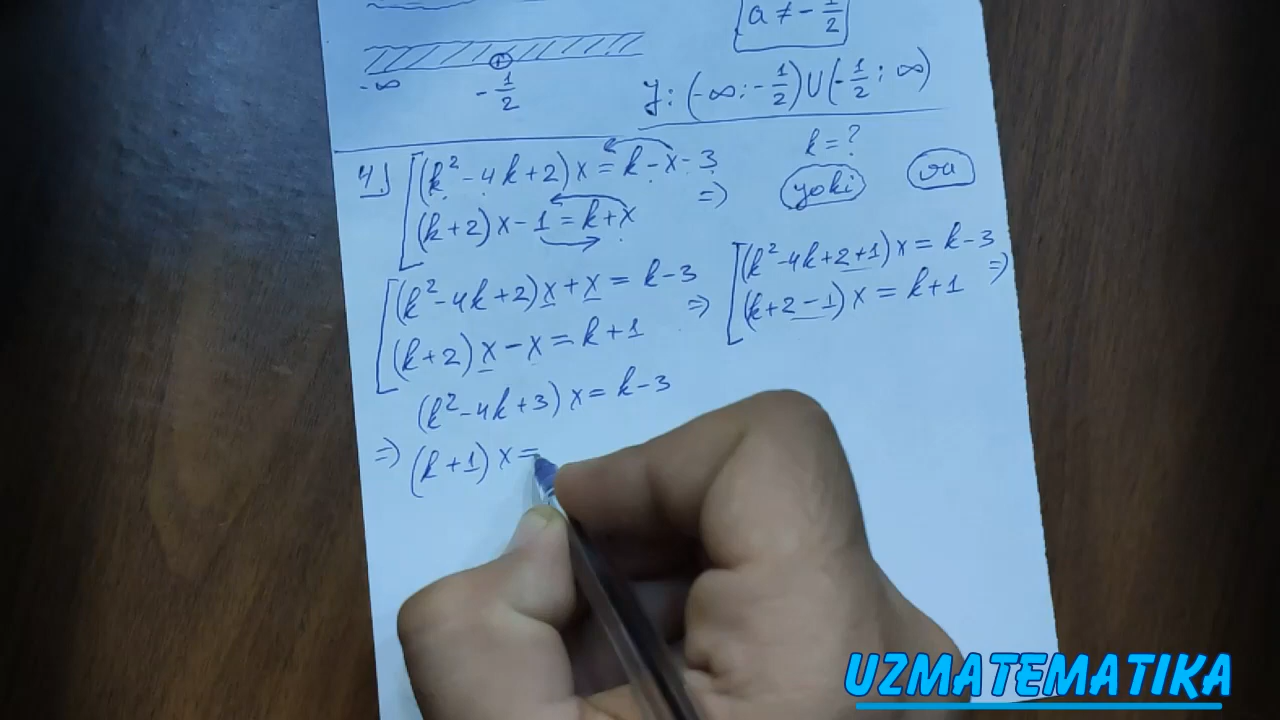 a ≠ - 1/2
-∞ - 1/2
J: (-∞; -1/2) U (-1/2; ∞)
k = ?
4) [ (k² - 4k + 2) x = k - x - 3 =>
yoki va
(k + 2) x - 1 = k + x
[ (k² - 4k + 2) x + x = k - 3 =>
(k + 2) x - x = k + 1
[ (k² - 4k + 2 + 1) x = k - 3 =>
(k + 2 - 1) x = k + 1
(k² - 4k + 3) x = k - 3
=> (k + 1) x =
UZMATEMATIKA